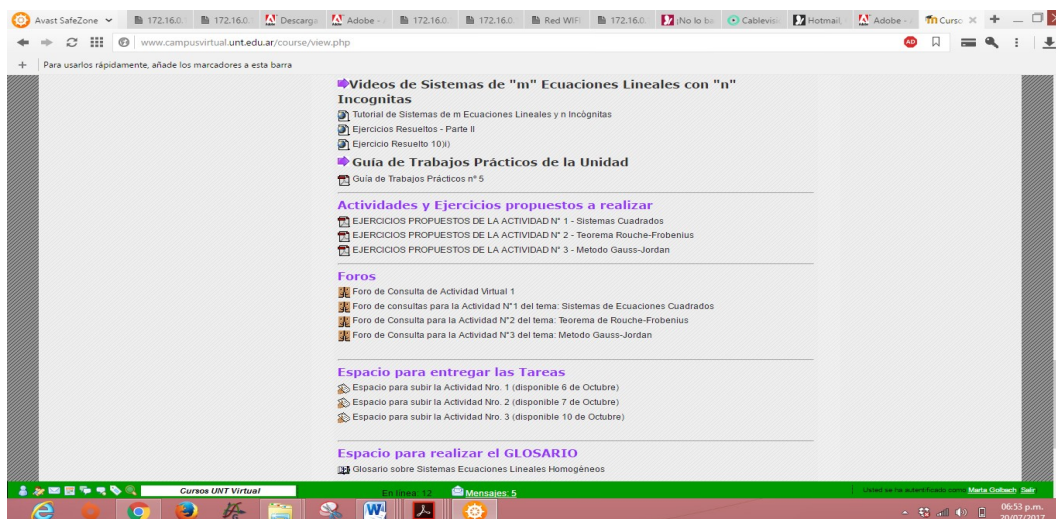 Avast SafeZone
172.16.0.
172.16.0.
Descarga
Adobe -
172.16.0.
172.16.0.
Red WIFI
172.16.0.
¡No lo ba
Cablevisi
Hotmail,
Adobe -
Curso
www.campusvirtual.unt.edu.ar/course/view.php
Para usarlos rápidamente, añade los marcadores a esta barra
Videos de Sistemas de "m" Ecuaciones Lineales con "n"
Incognitas
Tutorial de Sistemas de m Ecuaciones Lineales y n Incògnitas
Ejercicios Resueltos - Parte II
Ejercicio Resuelto 10)i)
Guía de Trabajos Prácticos de la Unidad
Guía de Trabajos Prácticos nº 5
Actividades y Ejercicios propuestos a realizar
EJERCICIOS PROPUESTOS DE LA ACTIVIDAD N° 1 - Sistemas Cuadrados
EJERCICIOS PROPUESTOS DE LA ACTIVIDAD N° 2 - Teorema Rouche-Frobenius
EJERCICIOS PROPUESTOS DE LA ACTIVIDAD N° 3 - Metodo Gauss-Jordan
Foros
Foro de Consulta de Actividad Virtual 1
Foro de consultas para la Actividad N°1 del tema: Sistemas de Ecuaciones Cuadrados
Foro de Consulta para la Actividad N°2 del tema: Teorema de Rouche-Frobenius
Foro de Consulta para la Actividad N°3 del tema: Metodo Gauss-Jordan
Espacio para entregar las Tareas
Espacio para subir la Actividad Nro. 1 (disponible 6 de Octubre)
Espacio para subir la Actividad Nro. 2 (disponible 7 de Octubre)
Espacio para subir la Actividad Nro. 3 (disponible 10 de Octubre)
Espacio para realizar el GLOSARIO
Glosario sobre Sistemas Ecuaciones Lineales Homogéneos
Cursos UNT Virtual
En línea: 12
Mensajes: 5
Usted se ha autentificado como Marta Golbach Salir
06:53 p.m.
20/07/2017